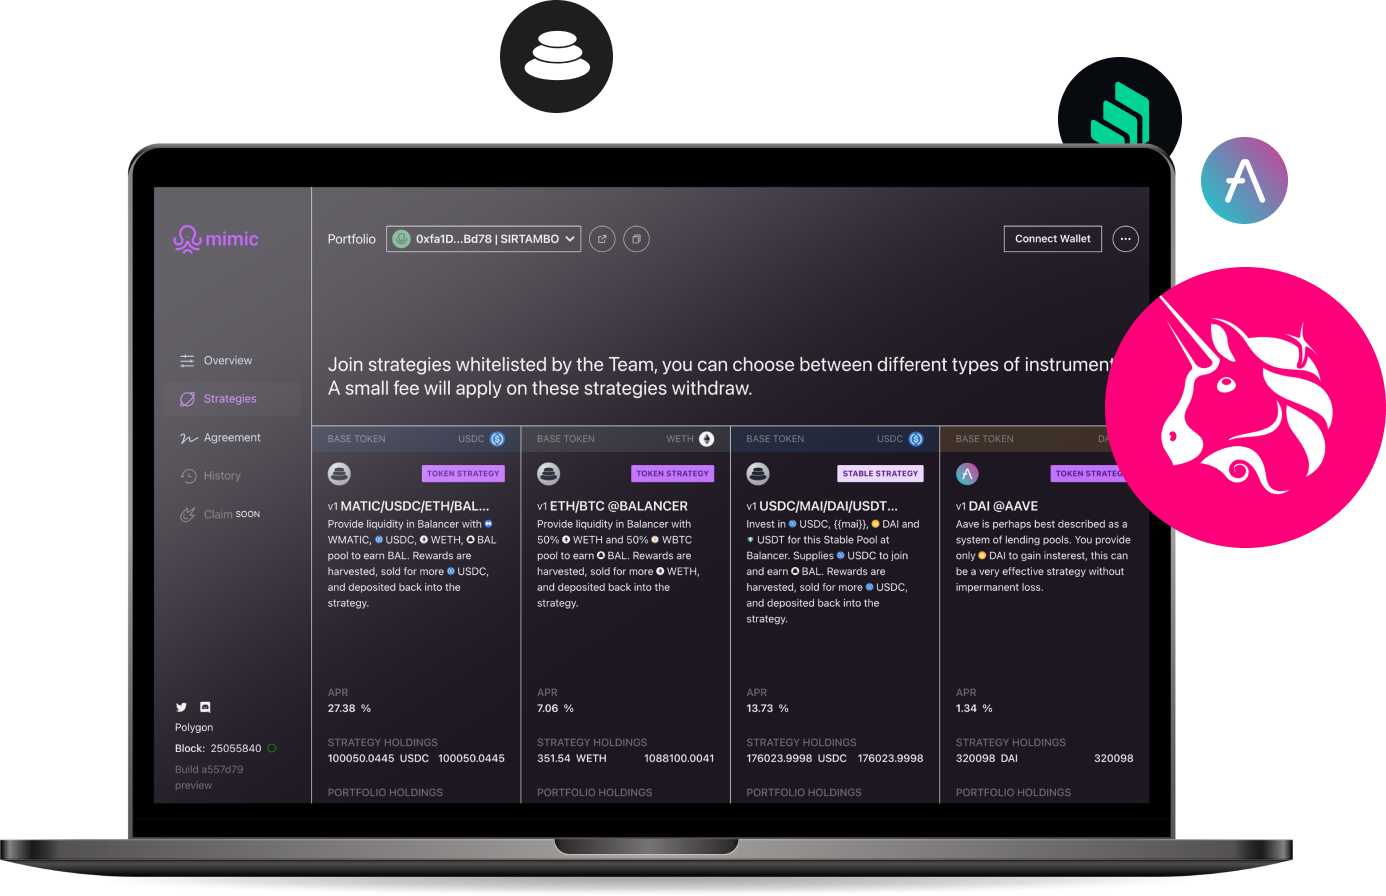 mimic
Portfolio
0xfa1D...Bd78 | SIRTAMBO
Connect Wallet
Overview
Strategies
Agreement
History
Claim SOON
Polygon
Block: 25055840
Build a557d79
preview
Join strategies whitelisted by the Team, you can choose between different types of instrument
A small fee will apply on these strategies withdraw.
BASE TOKEN USDC
TOKEN STRATEGY
v1 MATIC/USDC/ETH/BAL...
Provide liquidity in Balancer with
WMATIC, USDC, WETH, BAL
pool to earn BAL. Rewards are
harvested, sold for more USDC,
and deposited back into the
strategy.
APR
27.38 %
STRATEGY HOLDINGS
100050.0445 USDC 100050.0445
PORTFOLIO HOLDINGS
BASE TOKEN WETH
TOKEN STRATEGY
v1 ETH/BTC @BALANCER
Provide liquidity in Balancer with
50% WETH and 50% WBTC
pool to earn BAL. Rewards are
harvested, sold for more WETH,
and deposited back into the
strategy.
APR
7.06 %
STRATEGY HOLDINGS
351.54 WETH 1088100.0041
PORTFOLIO HOLDINGS
BASE TOKEN USDC
STABLE STRATEGY
v1 USDC/MAI/DAI/USDT...
Invest in USDC, {{mai}}, DAI and
USDT for this Stable Pool at
Balancer. Supplies USDC to join
and earn BAL. Rewards are
harvested, sold for more USDC,
and deposited back into the
strategy.
APR
13.73 %
STRATEGY HOLDINGS
176023.9998 USDC 176023.9998
PORTFOLIO HOLDINGS
BASE TOKEN DA
TOKEN STRATEG
v1 DAI @AAVE
Aave is perhaps best described as a
system of lending pools. You provide
only DAI to gain insterest, this can
be a very effective strategy without
impermanent loss.
APR
1.34 %
STRATEGY HOLDINGS
320098 DAI 320098
PORTFOLIO HOLDINGS